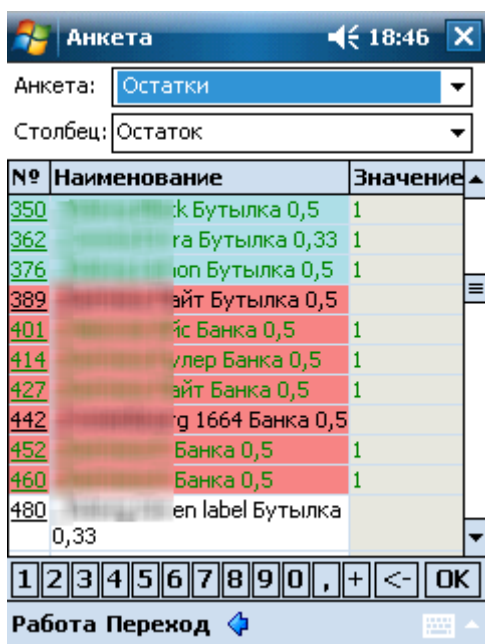 Анкета 18:46
Анкета: Остатки
Столбец: Остаток
№ Наименование Значение
350 k Бутылка 0,5 1
362 ra Бутылка 0,33 1
376 non Бутылка 0,5 1
389 айт Бутылка 0,5
401 йс Банка 0,5 1
414 улер Банка 0,5 1
427 айт Банка 0,5 1
442 rg 1664 Банка 0,5
452 Банка 0,5 1
460 Банка 0,5 1
480 en label Бутылка
0,33
1 2 3 4 5 6 7 8 9 0 , + <- OK
Работа Переход